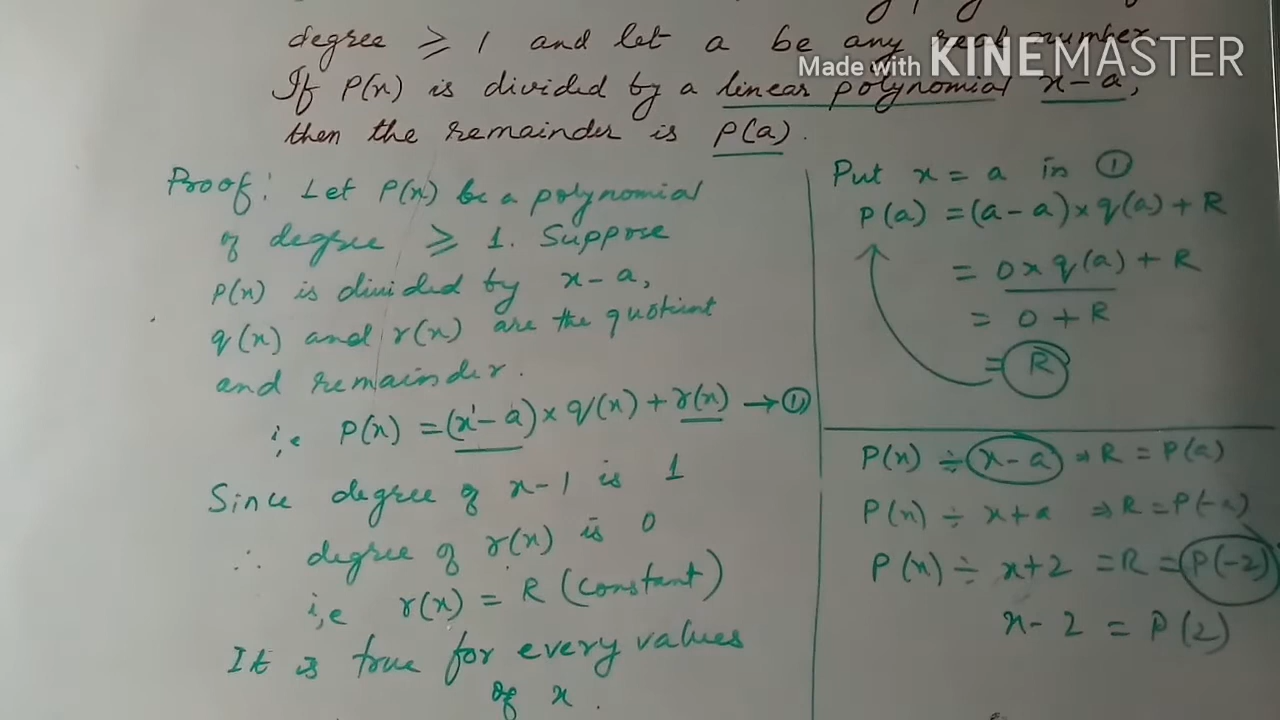 degree ≥ 1 and let a be any real number.
Made with KINEMASTER
If P(x) is divided by a linear polynomial x-a,
then the remainder is P(a).
Proof: Let P(x) be a polynomial
of degree ≥ 1. Suppose
P(x) is divided by x-a,
q(x) and r(x) are the quotient
and remainder.
i,e P(x) = (x-a) × q(x) + r(x) → ①
Since degree of x-1 is 1
∴ degree of r(x) is 0
i,e r(x) = R (constant)
It is true for every values
of x.
Put x = a in ①
P(a) = (a-a) × q(a) + R
= 0 × q(a) + R
= 0 + R
= R
P(x) ÷ x-a ⇒ R = P(a)
P(x) ÷ x+a ⇒ R = P(-a)
P(x) ÷ x+2 = R = P(-2)
x-2 = P(2)